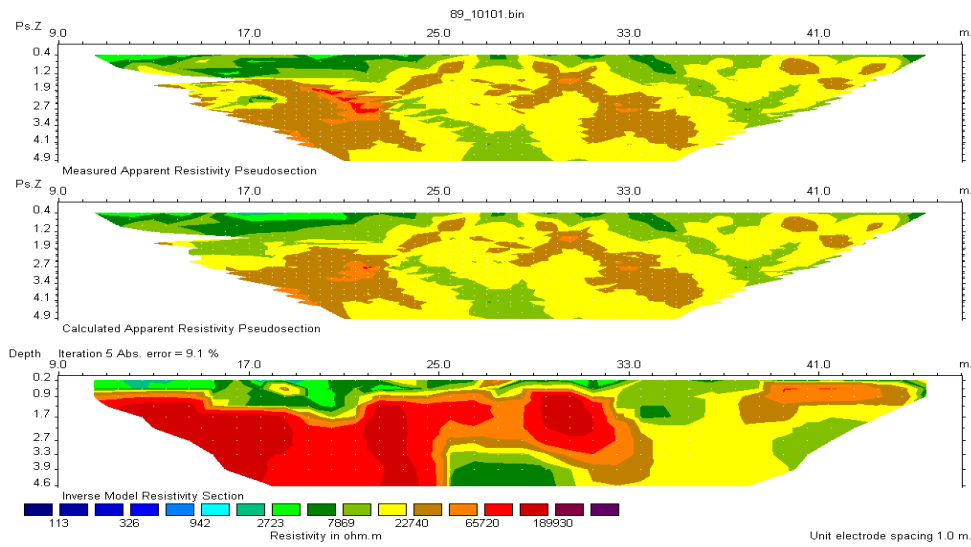 89_10101.bin
Ps.Z 9.0 17.0 25.0 33.0 41.0 m.
0.4
1.2
1.9
2.7
3.4
4.1
4.9
Measured Apparent Resistivity Pseudosection
Ps.Z 9.0 17.0 25.0 33.0 41.0 m.
0.4
1.2
1.9
2.7
3.4
4.1
4.9
Calculated Apparent Resistivity Pseudosection
Depth Iteration 5 Abs. error = 9.1 %
9.0 17.0 25.0 33.0 41.0 m.
0.2
0.9
1.7
2.7
3.3
3.9
4.6
Inverse Model Resistivity Section
113 326 942 2723 7869 22740 65720 189930
Resistivity in ohm.m Unit electrode spacing 1.0 m.